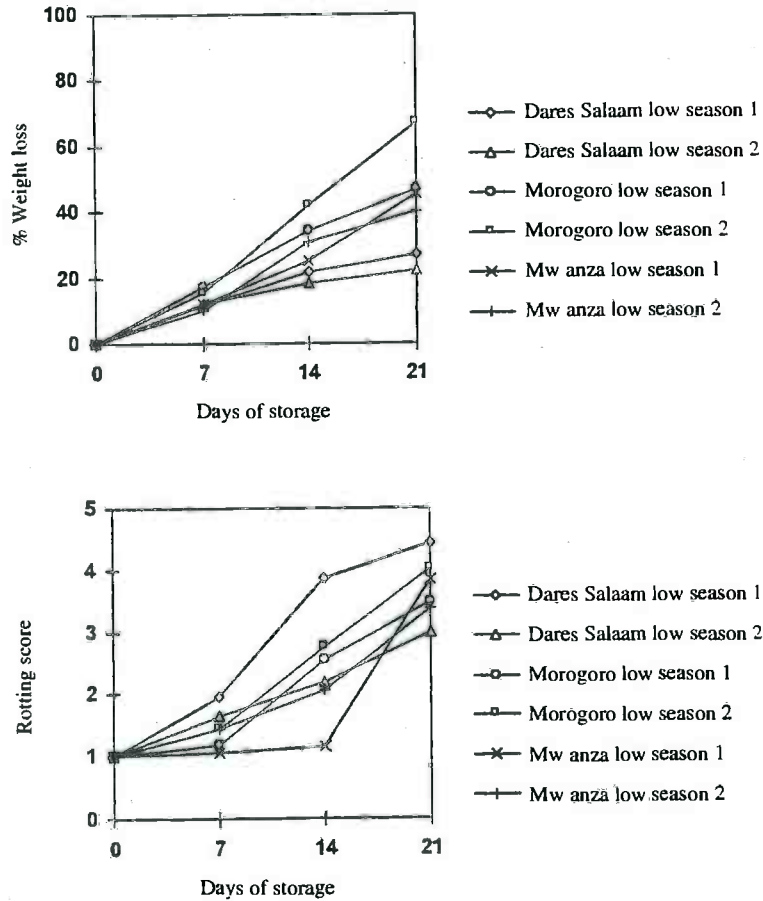 100
80
60
40
20
0
% Weight loss
0 7 14 21
Days of storage
Dares Salaam low season 1
Dares Salaam low season 2
Morogoro low season 1
Morogoro low season 2
Mw anza low season 1
Mw anza low season 2
5
4
3
2
1
0
Rotting score
0 7 14 21
Days of storage
Dares Salaam low season 1
Dares Salaam low season 2
Morogoro low season 1
Morogoro low season 2
Mw anza low season 1
Mw anza low season 2